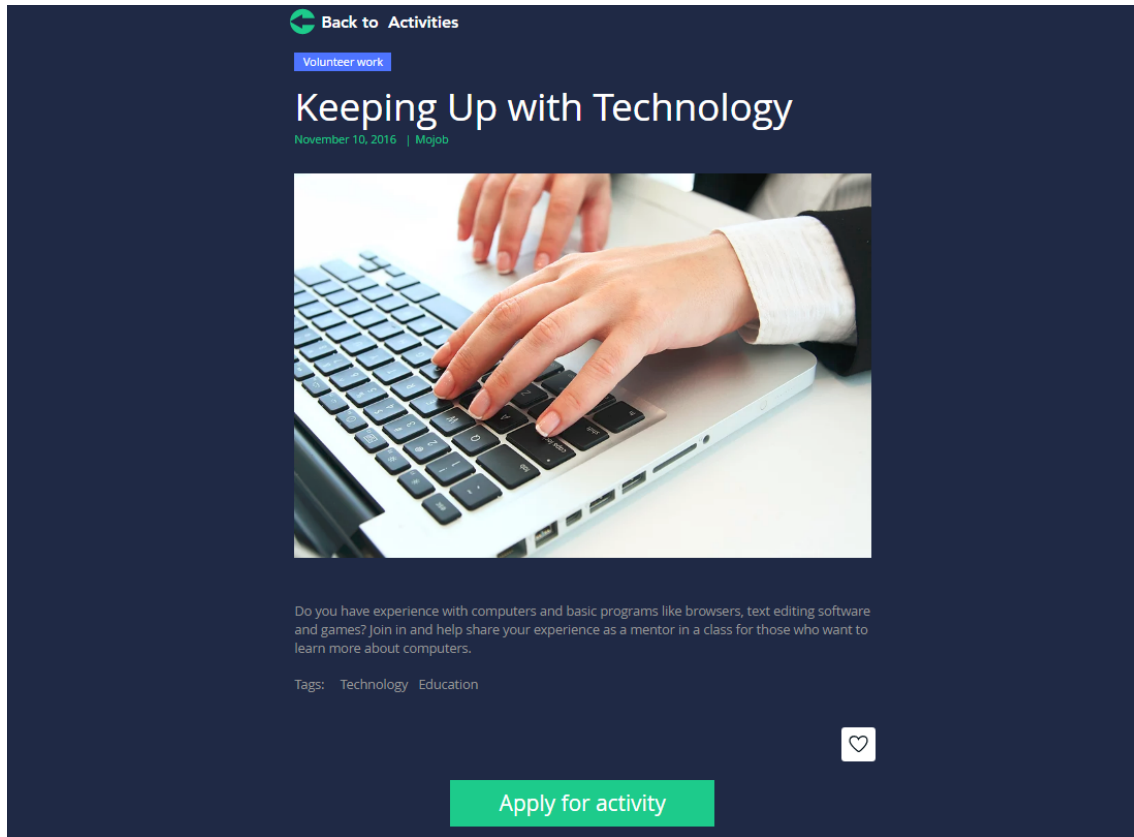 Back to Activities
Volunteer work
Keeping Up with Technology
November 10, 2016 | Mojob
Do you have experience with computers and basic programs like browsers, text editing software
and games? Join in and help share your experience as a mentor in a class for those who want to
learn more about computers.
Tags: Technology Education
Apply for activity